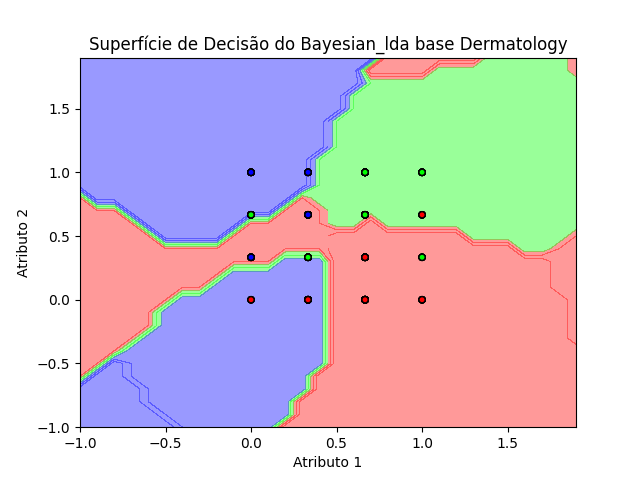 Superfície de Decisão do Bayesian_lda base Dermatology
Atributo 2
1.5
1.0
0.5
0.0
−0.5
−1.0
−1.0 −0.5 0.0 0.5 1.0 1.5
Atributo 1